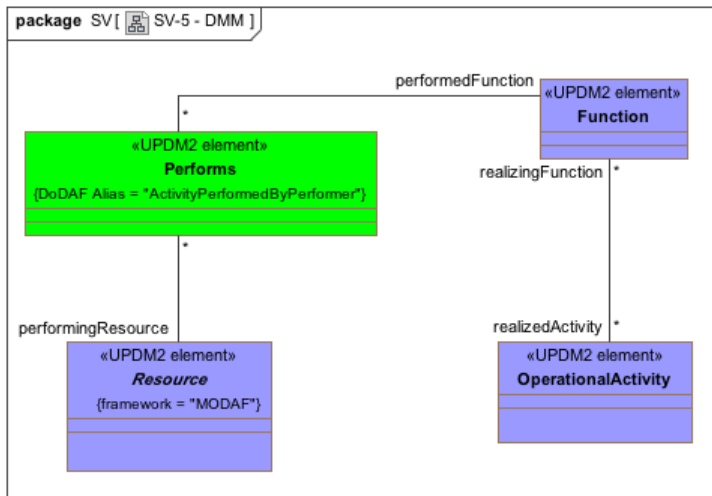 package SV [ SV-5 - DMM ]
performedFunction
«UPDM2 element»
Function
*
«UPDM2 element»
Performs
{DoDAF Alias = "ActivityPerformedByPerformer"}
realizingFunction *
*
performingResource
realizedActivity *
«UPDM2 element»
Resource
{framework = "MODAF"}
«UPDM2 element»
OperationalActivity